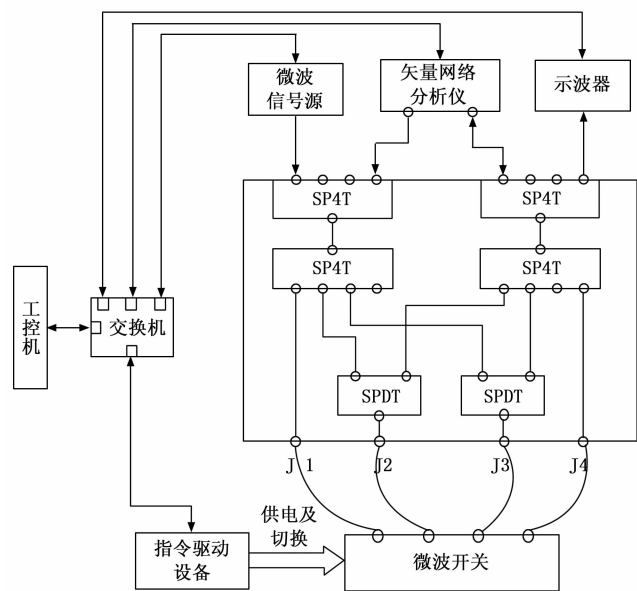 微波
信号源
矢量网络
分析仪
示波器
SP4T
SP4T
SP4T
SP4T
工控机
交换机
SPDT
SPDT
J 1
J2
J3
J4
供电及
切换
指令驱动
设备
微波开关